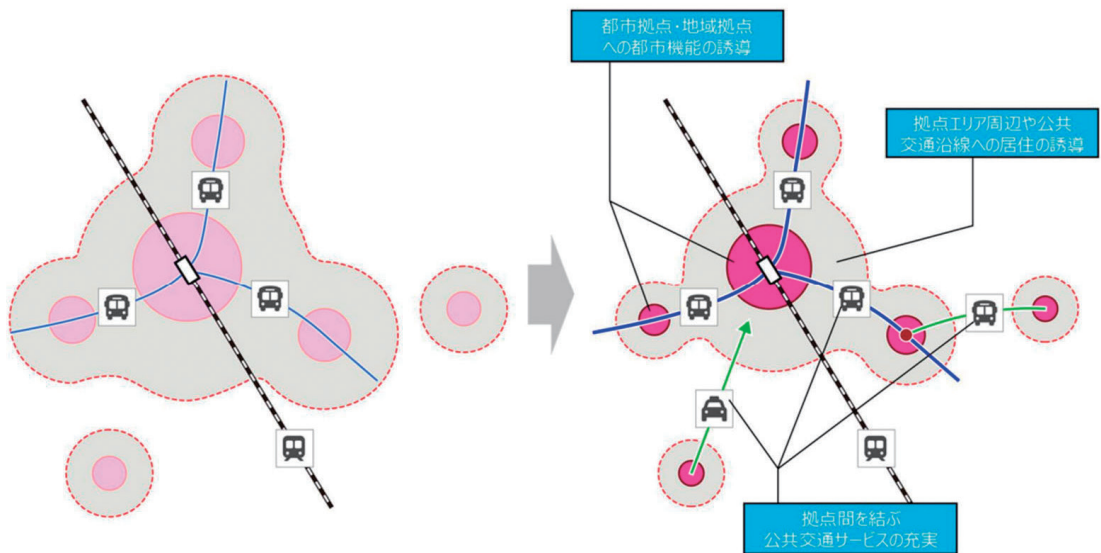 都市拠点・地域拠点
への都市機能の誘導
拠点エリア周辺や公共
交通沿線への居住の誘導
拠点間を結ぶ
公共交通サービスの充実